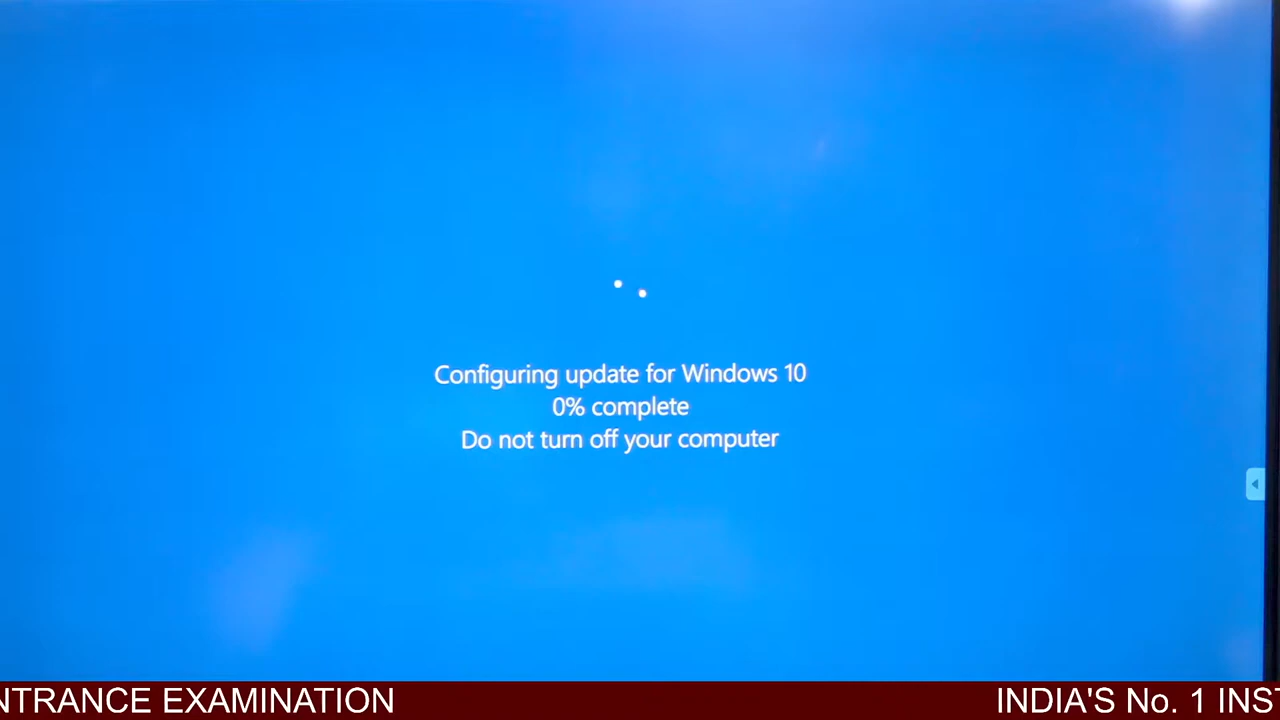 Configuring update for Windows 10
0% complete
Do not turn off your computer
NTRANCE EXAMINATION
INDIA'S No. 1 INST